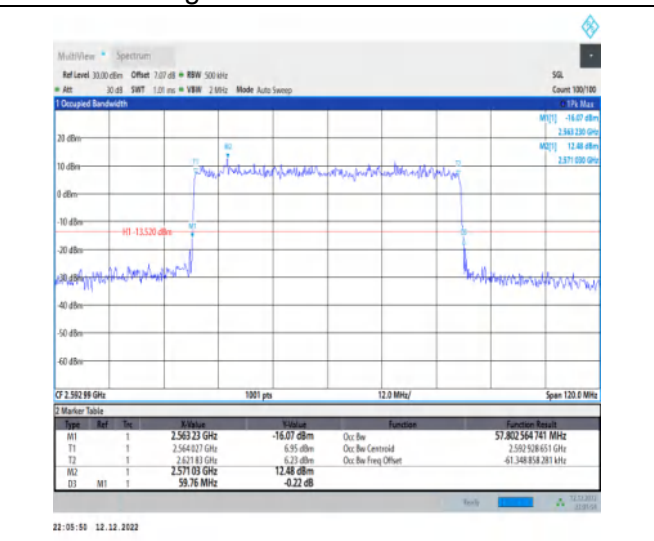 MultiView Spectrum
Ref Level 30.00 dBm Offset 7.07 dB RBW 500 kHz SGL
Att 30 dB SWT 1.01 ms VBW 2 MHz Mode Auto Sweep Count 100/100
1 Occupied Bandwidth 1Pk Max
M1[1] -16.07 dBm
2.563 230 GHz
M2[1] 12.48 dBm
2.571 030 GHz
20 dBm
M2
T1
T2
10 dBm
0 dBm
-10 dBm
M1
H1 -13.520 dBm
-20 dBm
-30 dBm
-40 dBm
-50 dBm
-60 dBm
CF 2.592 99 GHz 1001 pts 12.0 MHz/ Span 120.0 MHz
2 Marker Table
Type Ref Trc X-Value Y-Value Function Function Result
M1 1 2.563 23 GHz -16.07 dBm Occ Bw 57.802 564 741 MHz
T1 1 2.564 027 GHz 6.95 dBm Occ Bw Centroid 2.592 928 651 GHz
T2 1 2.621 83 GHz 6.23 dBm Occ Bw Freq Offset -61.348 858 281 kHz
M2 1 2.571 03 GHz 12.48 dBm
D3 M1 1 59.76 MHz -0.22 dB
Ready 12.12.2022
22:05:50 12.12.2022